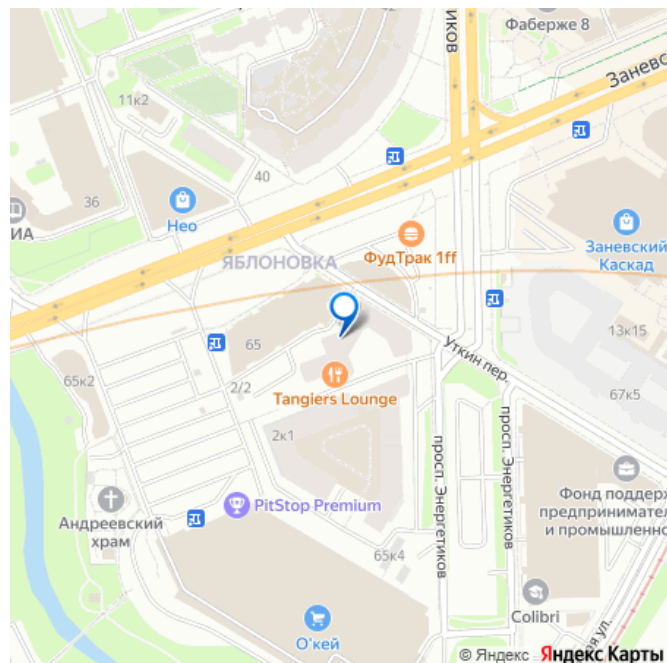 Фаберже 8
Заневс
11к2
40
36
ИА
Нео
ФудТрак 1ff
Заневский
Каскад
ЯБЛОНОВКА
13к15
Уткин пер.
65
65к2
2/2
Tangiers Lounge
67к5
2к1
просп. Энергетиков
просп. Энергетиков
Андреевский
храм
PitStop Premium
Фонд поддерж
предпринимател
и промышленно
65к4
Colibri
О'кей
© Яндекс Яндекс Карты